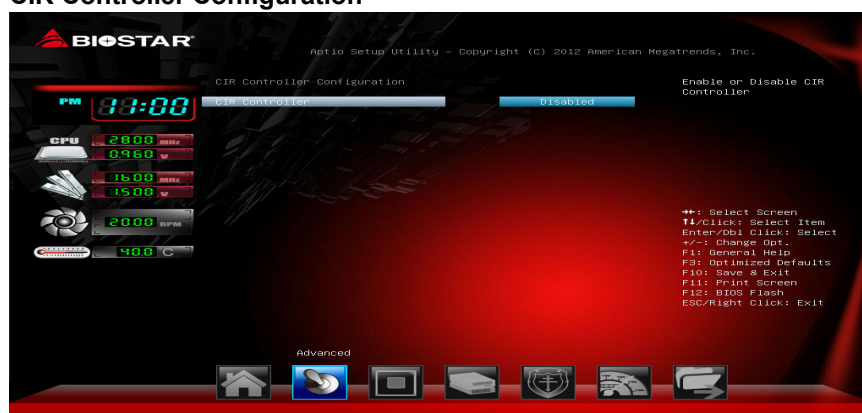 CIR Controller Configuration
BIOSTAR
Aptio Setup Utility - Copyright (C) 2012 American Megatrends, Inc.
CIR Controller Configuration
CIR Controller
Disabled
Enable or Disable CIR
Controller
PM 11:00
CPU 2800 MHz
0.960 V
1600 MHz
1.500 V
2000 RPM
40.0 C
→←: Select Screen
↑↓/Click: Select Item
Enter/Dbl Click: Select
+/-: Change Opt.
F1: General Help
F3: Optimized Defaults
F10: Save & Exit
F11: Print Screen
F12: BIOS Flash
ESC/Right Click: Exit
Advanced